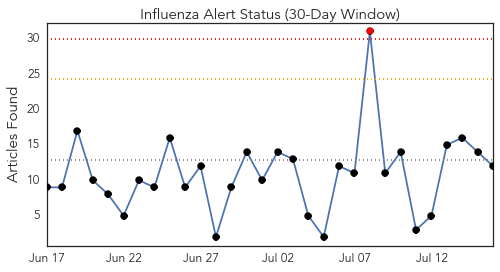 Influenza Alert Status (30-Day Window)
Articles Found
30
25
20
15
10
5
Jun 17 Jun 22 Jun 27 Jul 02 Jul 07 Jul 12